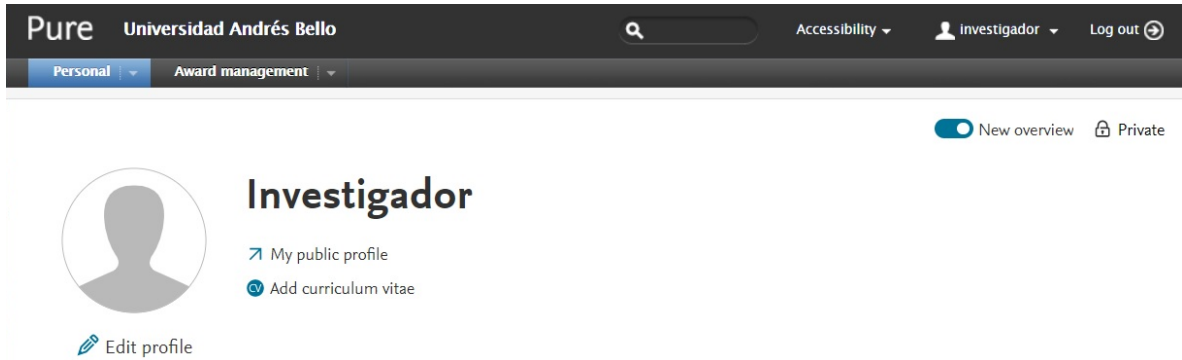 Pure Universidad Andrés Bello Accessibility investigador Log out
Personal Award management
New overview Private
Investigador
My public profile
CV Add curriculum vitae
Edit profile